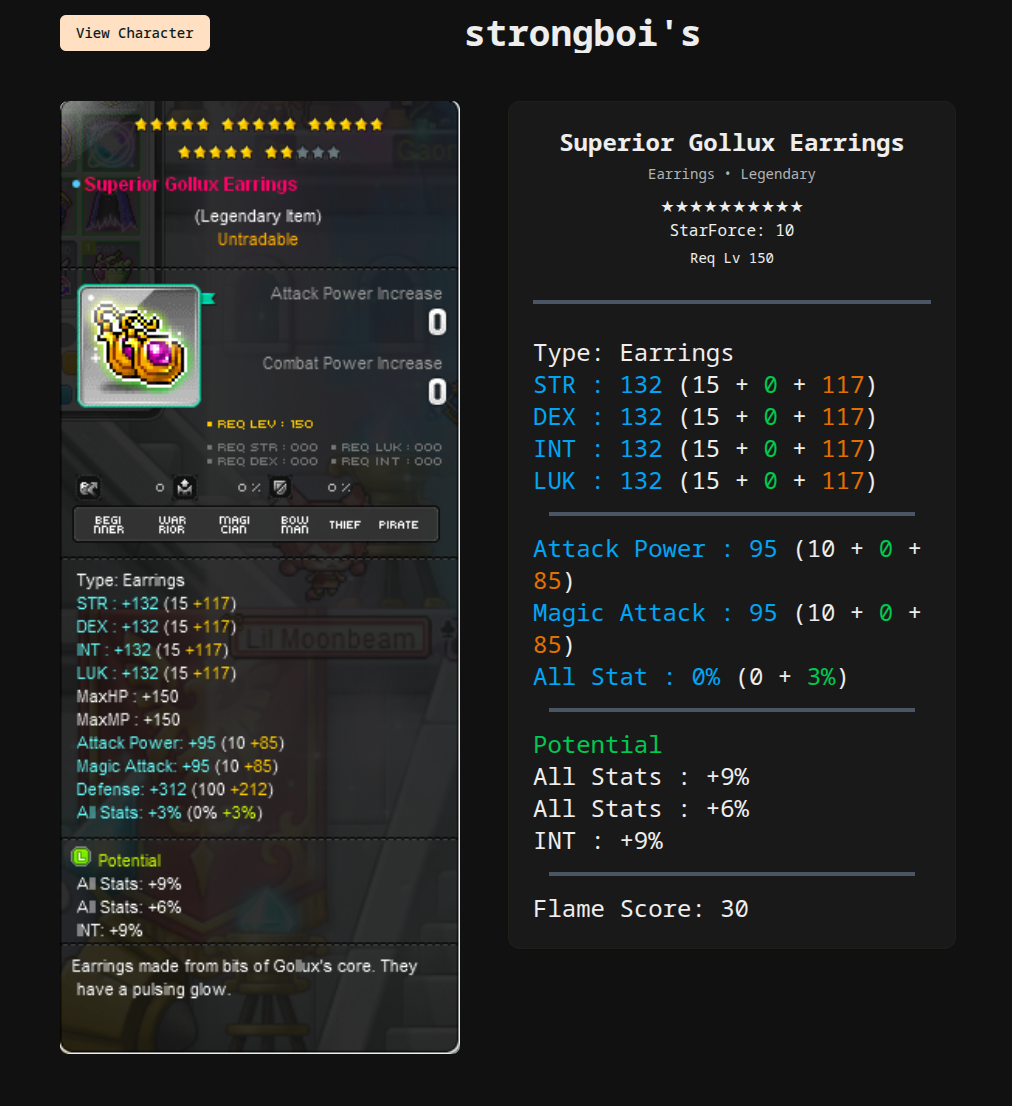 View Character
strongboi's
Superior Gollux Earrings
(Legendary Item)
Untradable
Attack Power Increase
0
Combat Power Increase
0
REQ LEV : 150
REQ STR : 000 REQ LUK : 000
REQ DEX : 000 REQ INT : 000
0 0 % 0 %
BEGINNER WARRIOR MAGICIAN BOWMAN THIEF PIRATE
Type: Earrings
STR : +132 (15 +117)
DEX : +132 (15 +117)
INT : +132 (15 +117)
LUK : +132 (15 +117)
MaxHP : +150
MaxMP : +150
Attack Power: +95 (10 +85)
Magic Attack: +95 (10 +85)
Defense: +312 (100 +212)
All Stats: +3% (0% +3%)
L Potential
All Stats: +9%
All Stats: +6%
INT: +9%
Earrings made from bits of Gollux's core. They
have a pulsing glow.
Lil Moonbeam
Superior Gollux Earrings
Earrings • Legendary
★★★★★★★★★★
StarForce: 10
Req Lv 150
Type: Earrings
STR : 132 (15 + 0 + 117)
DEX : 132 (15 + 0 + 117)
INT : 132 (15 + 0 + 117)
LUK : 132 (15 + 0 + 117)
Attack Power : 95 (10 + 0 +
85)
Magic Attack : 95 (10 + 0 +
85)
All Stat : 0% (0 + 3%)
Potential
All Stats : +9%
All Stats : +6%
INT : +9%
Flame Score: 30